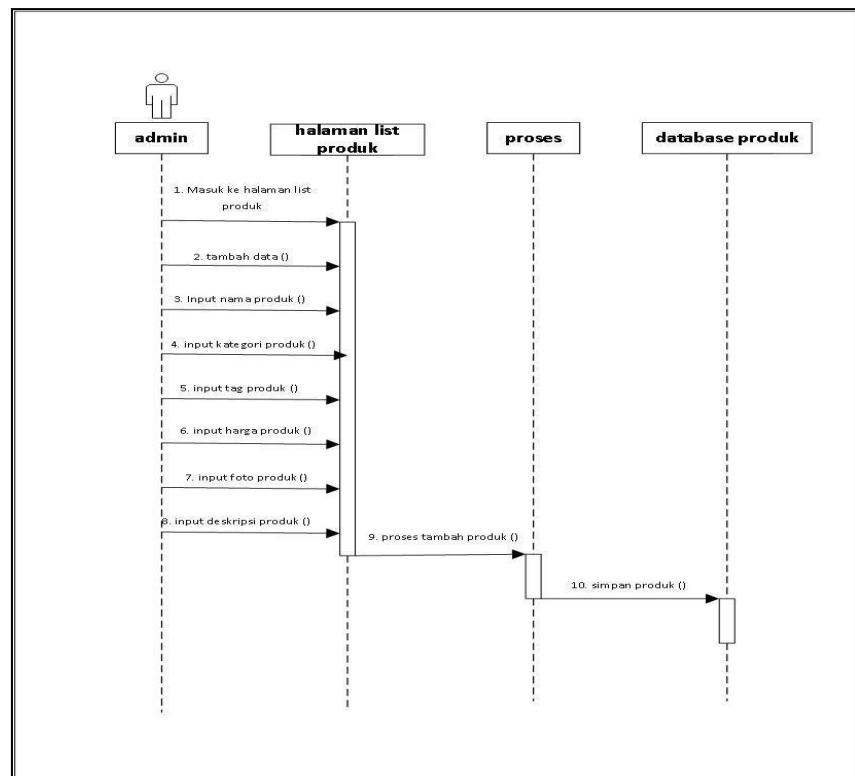 admin
halaman list
produk
proses
database produk
1. Masuk ke halaman list
produk
2. tambah data ()
3. Input nama produk ()
4. input kategori produk ()
5. input tag produk ()
6. input harga produk ()
7. input foto produk ()
8. input deskripsi produk ()
9. proses tambah produk ()
10. simpan produk ()